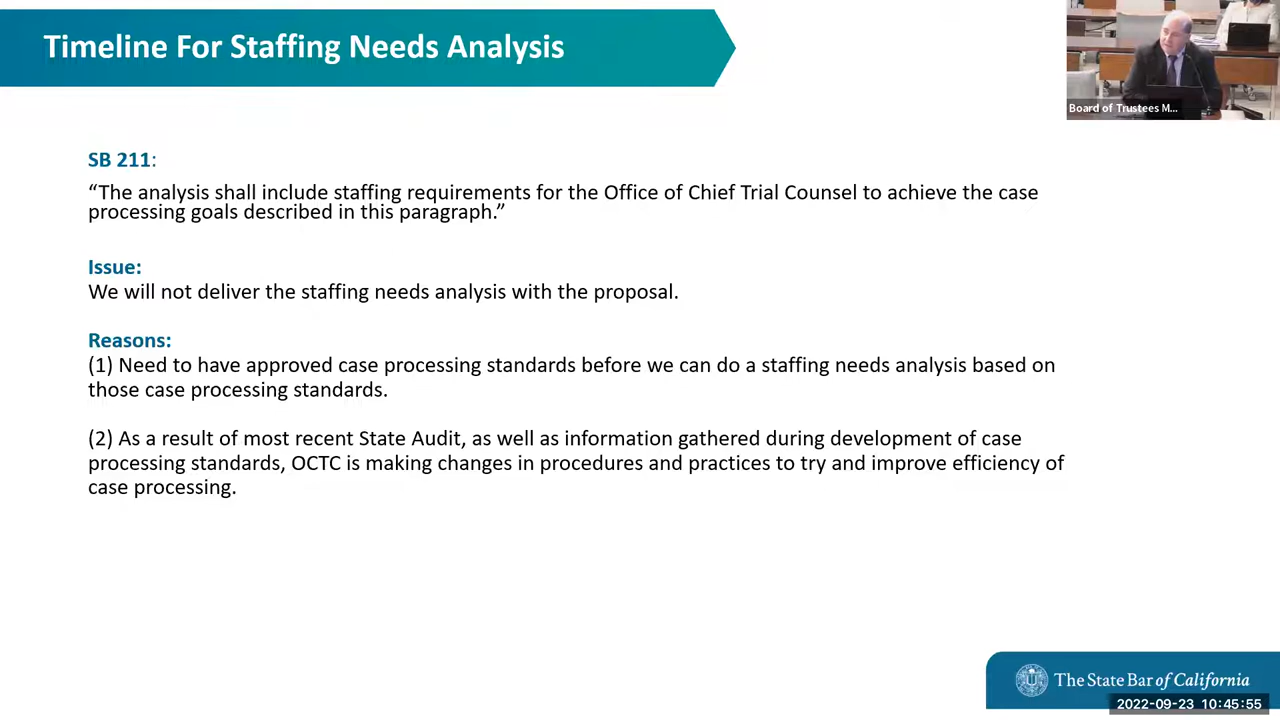 Timeline For Staffing Needs Analysis
Board of Trustees M...
SB 211:
“The analysis shall include staffing requirements for the Office of Chief Trial Counsel to achieve the case
processing goals described in this paragraph.”
Issue:
We will not deliver the staffing needs analysis with the proposal.
Reasons:
(1) Need to have approved case processing standards before we can do a staffing needs analysis based on
those case processing standards.
(2) As a result of most recent State Audit, as well as information gathered during development of case
processing standards, OCTC is making changes in procedures and practices to try and improve efficiency of
case processing.
The State Bar of California
2022-09-23 10:45:55